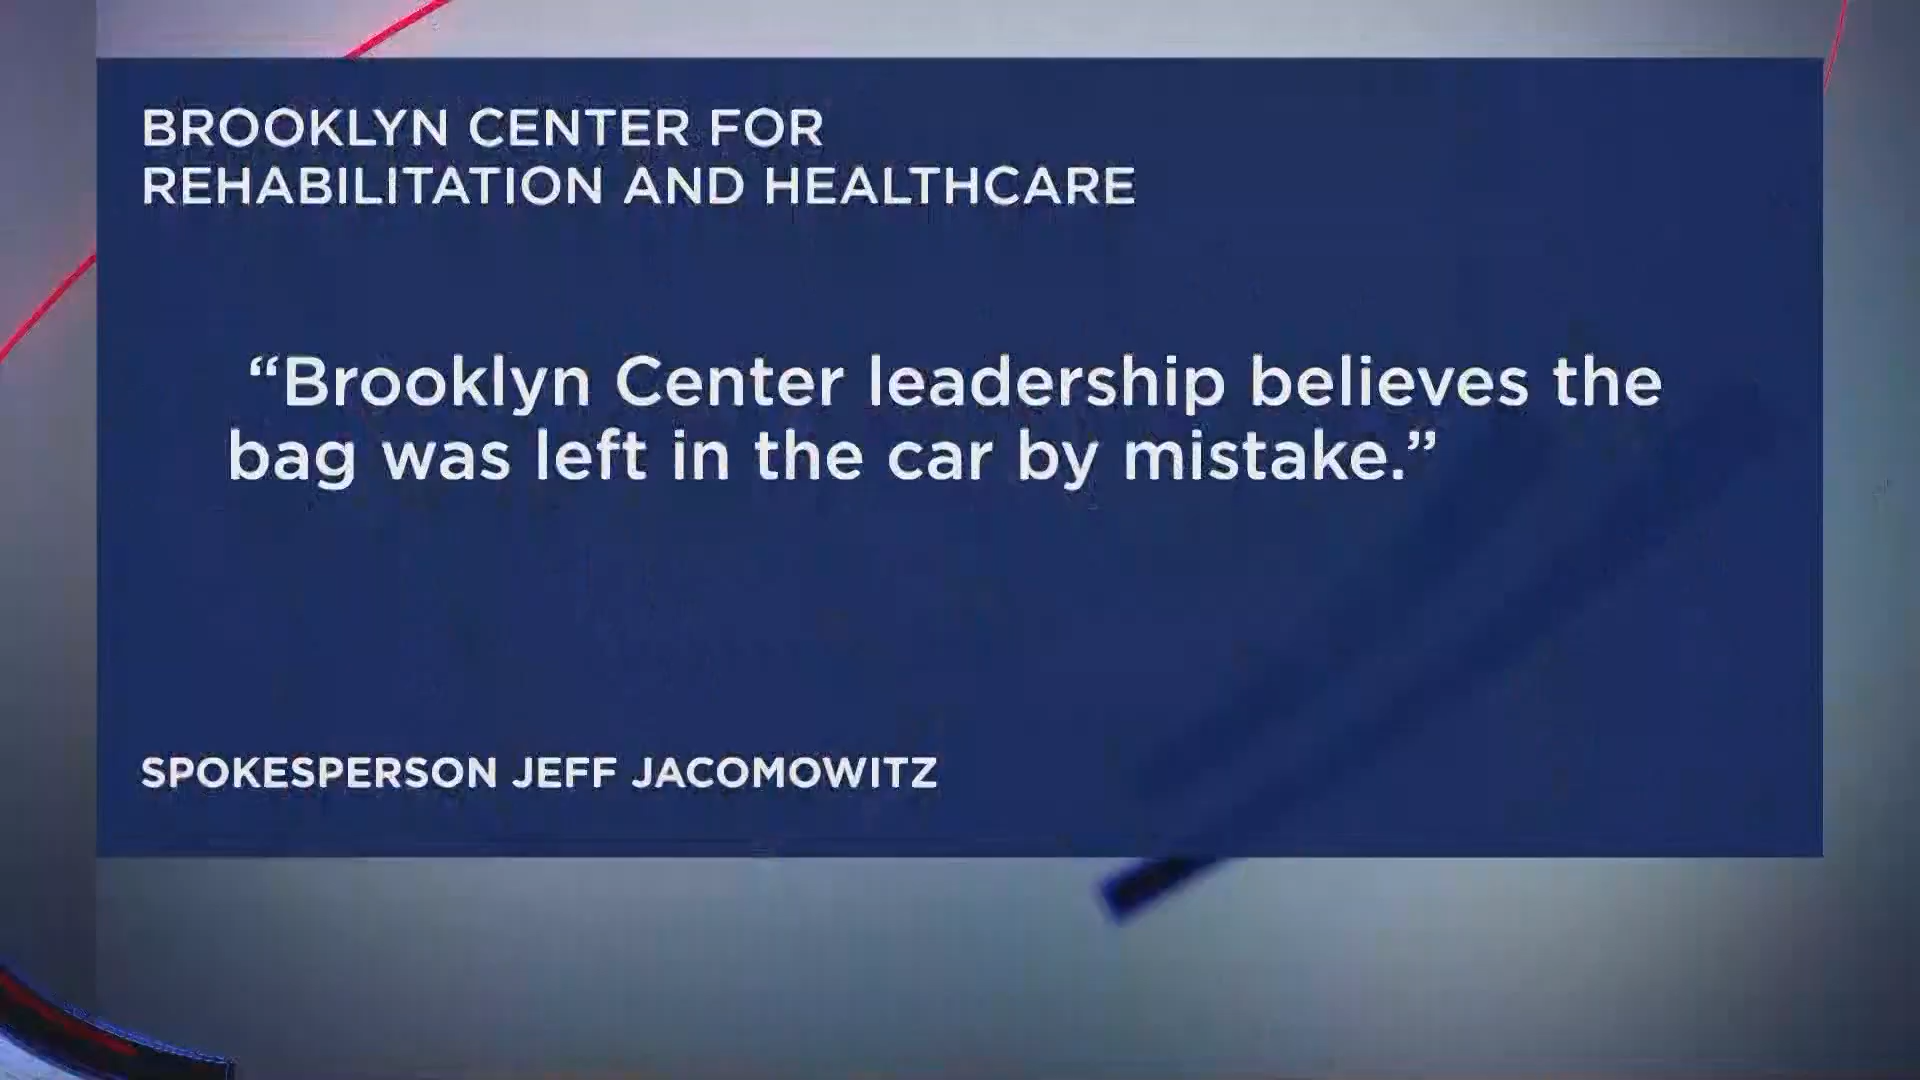 BROOKLYN CENTER FOR
REHABILITATION AND HEALTHCARE
“Brooklyn Center leadership believes the
bag was left in the car by mistake.”
SPOKESPERSON JEFF JACOMOWITZ